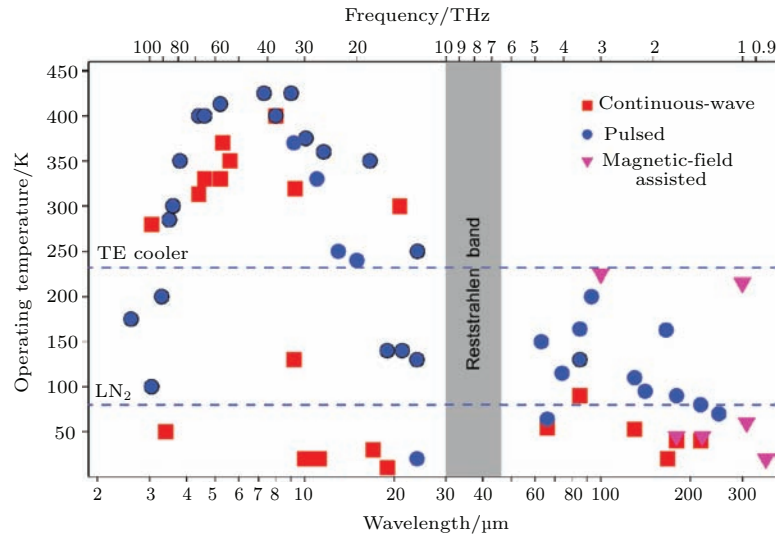 Frequency/THz
100 80 60 40 30 20 10 9 8 7 6 5 4 3 2 1 0.9
Operating temperature/K
450
400
350
300
250
200
150
100
50
Continuous-wave
Pulsed
Magnetic-field
assisted
TE cooler
LN₂
Reststrahlen band
2 3 4 5 6 7 8 10 20 30 40 60 80 100 200 300
Wavelength/μm